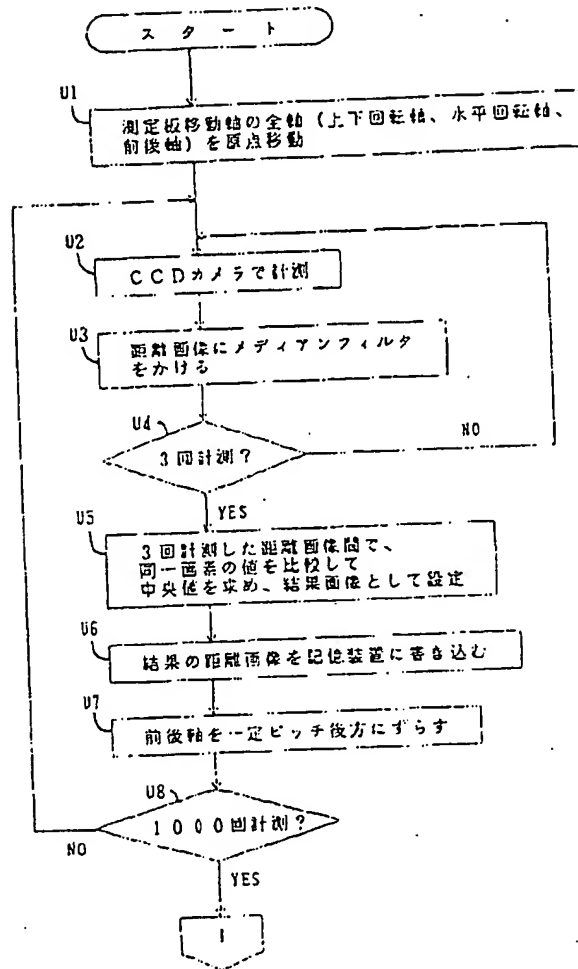 スタート
U1
測定板移動軸の全軸（上下回転軸、水平回転軸、
前後軸）を原点移動
U2
CCDカメラで計測
U3
距離画像にメディアンフィルタ
をかける
U4
3回計測？
NO
YES
U5
3回計測した距離画像間で、
同一画素の値を比較して
中央値を求め、結果画像として設定
U6
結果の距離画像を記憶装置に書き込む
U7
前後軸を一定ピッチ後方にずらす
U8
1000回計測？
NO
YES
1